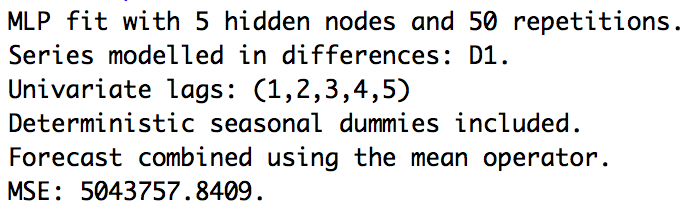 MLP fit with 5 hidden nodes and 50 repetitions.
Series modelled in differences: D1.
Univariate lags: (1,2,3,4,5)
Deterministic seasonal dummies included.
Forecast combined using the mean operator.
MSE: 5043757.8409.